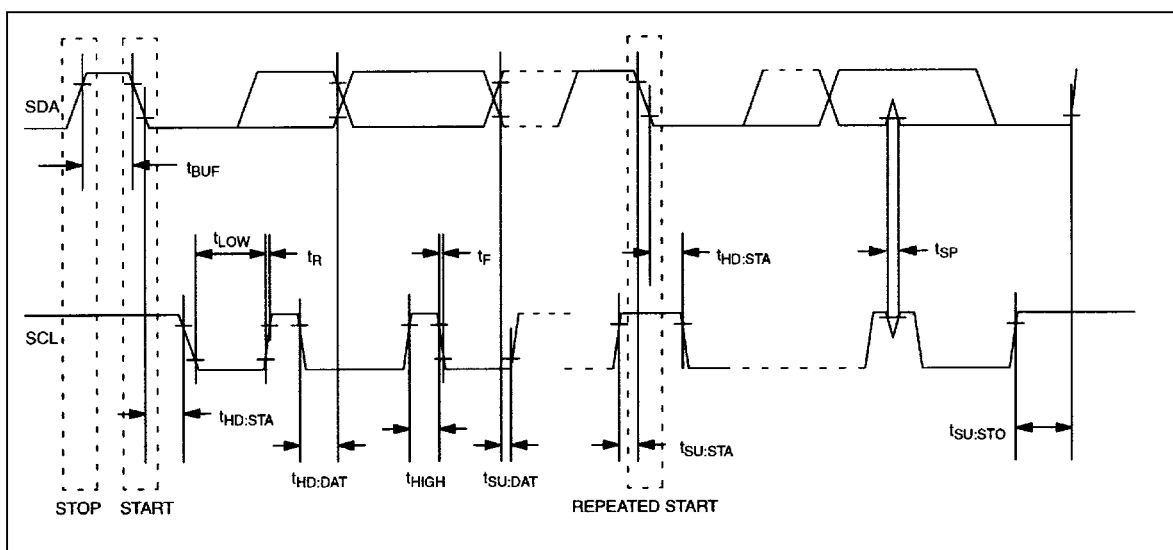 SDA
tBUF
tLOW
tR
tF
tHD:STA
tSP
SCL
tHD:STA
tHD:DAT
tHIGH
tSU:DAT
tSU:STA
tSU:STO
STOP
START
REPEATED START